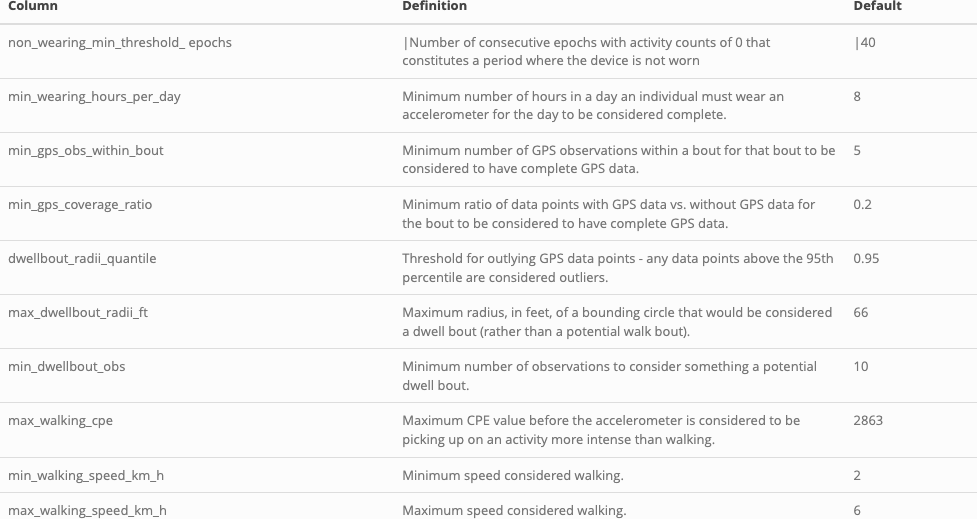 Column Definition Default
non_wearing_min_threshold_ epochs |Number of consecutive epochs with activity counts of 0 that |40
constitutes a period where the device is not worn
min_wearing_hours_per_day Minimum number of hours in a day an individual must wear an 8
accelerometer for the day to be considered complete.
min_gps_obs_within_bout Minimum number of GPS observations within a bout for that bout to be 5
considered to have complete GPS data.
min_gps_coverage_ratio Minimum ratio of data points with GPS data vs. without GPS data for 0.2
the bout to be considered to have complete GPS data.
dwellbout_radii_quantile Threshold for outlying GPS data points - any data points above the 95th 0.95
percentile are considered outliers.
max_dwellbout_radii_ft Maximum radius, in feet, of a bounding circle that would be considered 66
a dwell bout (rather than a potential walk bout).
min_dwellbout_obs Minimum number of observations to consider something a potential 10
dwell bout.
max_walking_cpe Maximum CPE value before the accelerometer is considered to be 2863
picking up on an activity more intense than walking.
min_walking_speed_km_h Minimum speed considered walking. 2
max_walking_speed_km_h Maximum speed considered walking. 6